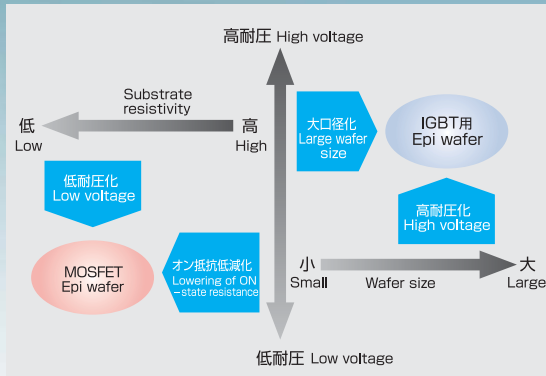 高耐圧 High voltage
Substrate
resistivity
低
Low
高
High
大口径化
Large wafer
size
IGBT用
Epi wafer
低耐圧化
Low voltage
高耐圧化
High voltage
MOSFET
Epi wafer
オン抵抗低減化
Lowering of ON
－state resistance
小
Small
Wafer size
大
Large
低耐圧 Low voltage